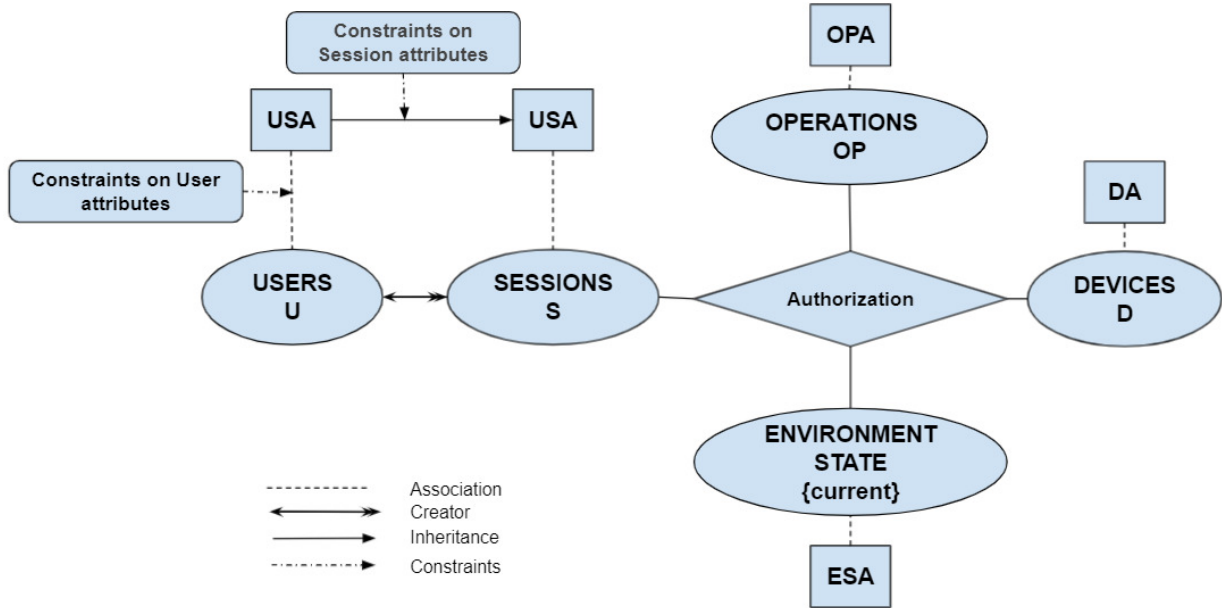 Constraints on
Session attributes
OPA
USA
USA
OPERATIONS
OP
Constraints on User
attributes
DA
USERS
U
SESSIONS
S
Authorization
DEVICES
D
ENVIRONMENT
STATE
{current}
Association
Creator
Inheritance
Constraints
ESA